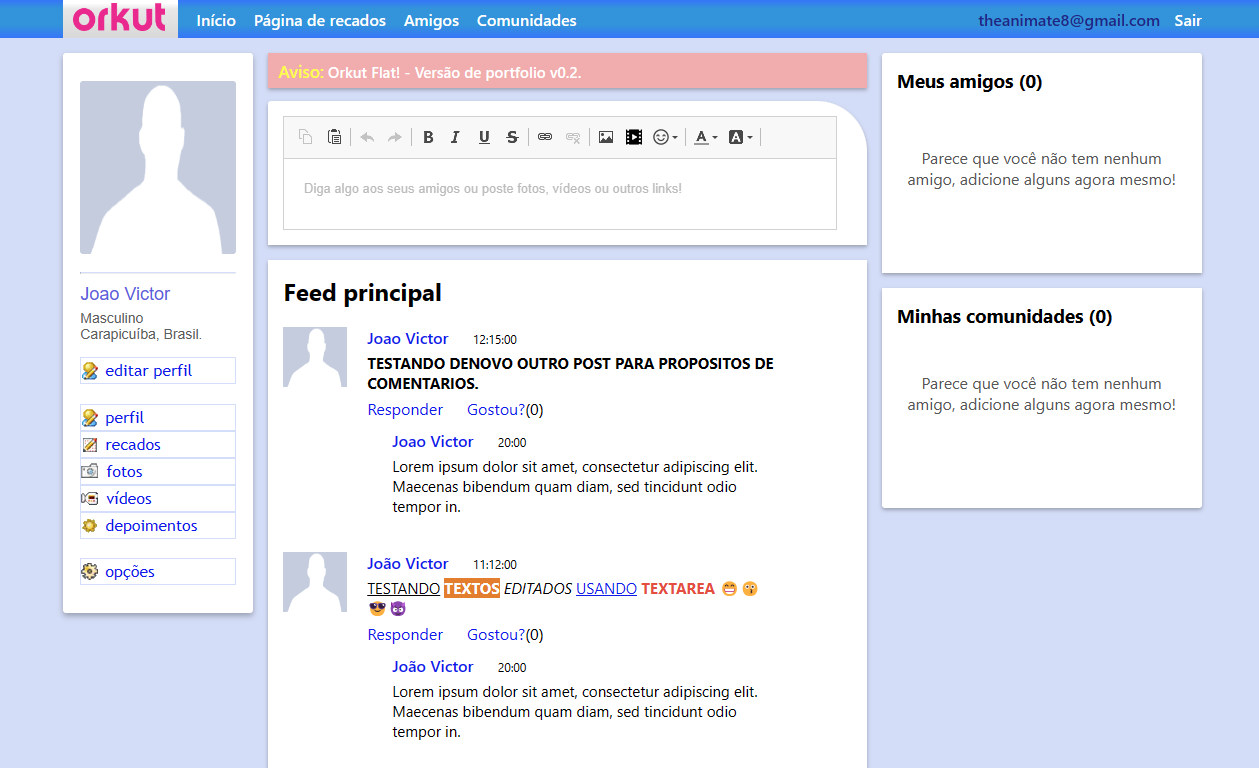 orkut Início Página de recados Amigos Comunidades theanimate8@gmail.com Sair
Joao Victor
Masculino
Carapicuíba, Brasil.
editar perfil
perfil
recados
fotos
vídeos
depoimentos
opções
Aviso: Orkut Flat! - Versão de portfolio v0.2.
B I U S A A
Diga algo aos seus amigos ou poste fotos, vídeos ou outros links!
Feed principal
Joao Victor 12:15:00
TESTANDO DENOVO OUTRO POST PARA PROPOSITOS DE
COMENTARIOS.
Responder Gostou?(0)
Joao Victor 20:00
Lorem ipsum dolor sit amet, consectetur adipiscing elit.
Maecenas bibendum quam diam, sed tincidunt odio
tempor in.
João Victor 11:12:00
TESTANDO TEXTOS EDITADOS USANDO TEXTAREA 😁 😗
😎 😈
Responder Gostou?(0)
João Victor 20:00
Lorem ipsum dolor sit amet, consectetur adipiscing elit.
Maecenas bibendum quam diam, sed tincidunt odio
tempor in.
Meus amigos (0)
Parece que você não tem nenhum
amigo, adicione alguns agora mesmo!
Minhas comunidades (0)
Parece que você não tem nenhum
amigo, adicione alguns agora mesmo!